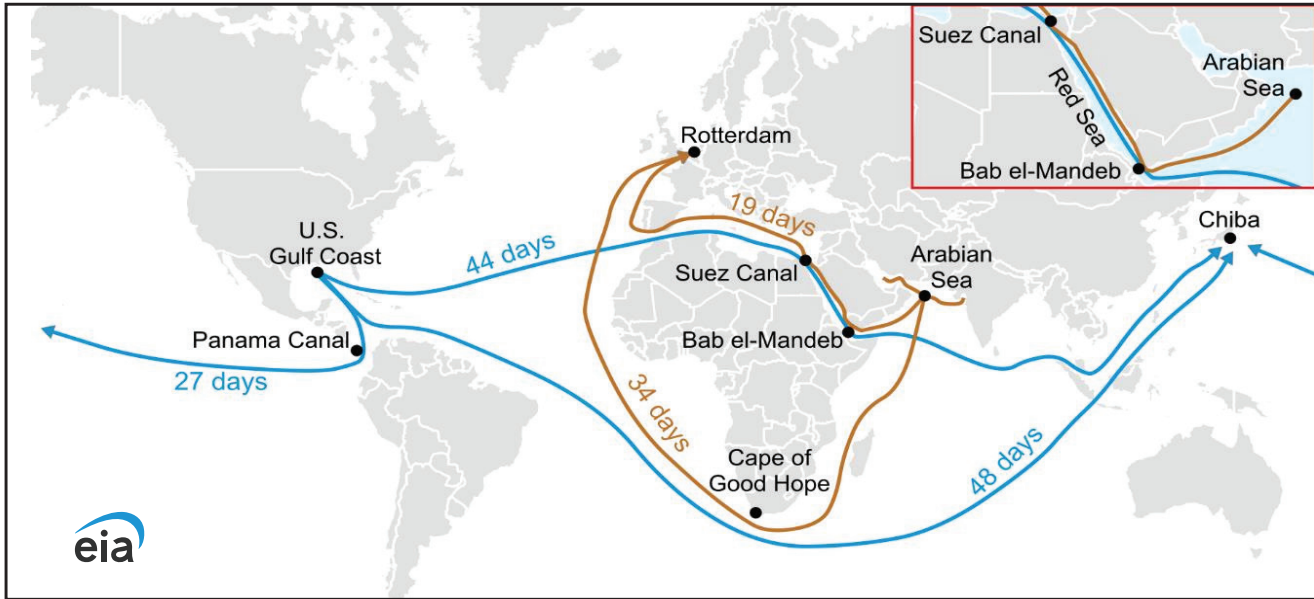 Suez Canal
Arabian
Sea
Red Sea
Bab el-Mandeb
Rotterdam
19 days
Chiba
U.S.
Gulf Coast
44 days
Suez Canal
Arabian
Sea
Panama Canal
Bab el-Mandeb
27 days
34 days
Cape of
Good Hope
48 days
eia